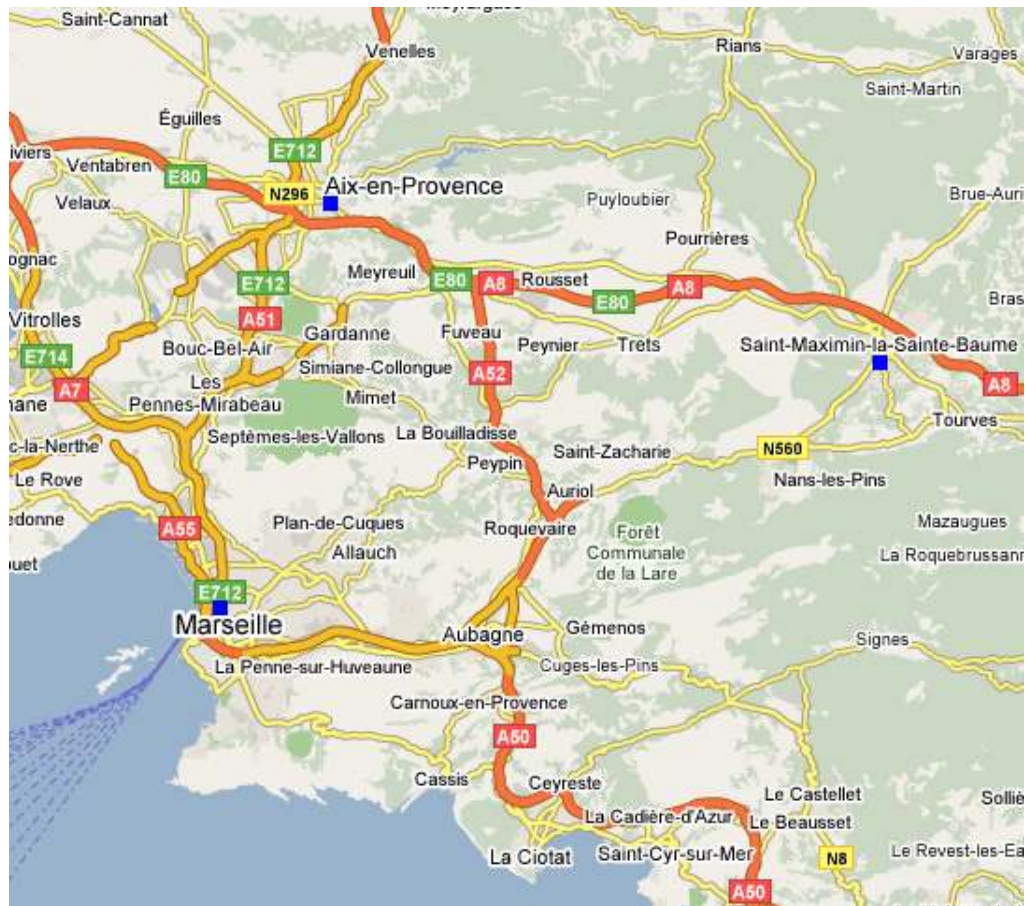 Saint-Cannat
Meyrargues
Venelles
Rians
Varages
Saint-Martin
Éguilles
E712
Ventabren
E80
N296
Aix-en-Provence
Velaux
Puyloubier
Pourrières
Meyreuil
E80
A8
Rousset
E80
A8
E712
Vitrolles
A51
Gardanne
Fuveau
Peynier
Trets
Saint-Maximin-la-Sainte-Baume
E714
Bouc-Bel-Air
Simiane-Collongue
A52
A8
A7
Les
Pennes-Mirabeau
Mimet
Tourves
Septèmes-les-Vallons
La Bouilladisse
N560
c-la-Nerthe
Peypin
Saint-Zacharie
Le Rove
Auriol
Nans-les-Pins
A55
Plan-de-Cuques
Roquevaire
Mazaugues
Allauch
Forêt
Communale
de la Lare
La Roquebrussann
E712
Marseille
Aubagne
Gémenos
Signes
La Penne-sur-Huveaune
Cuges-les-Pins
Carnoux-en-Provence
A50
Cassis
Ceyreste
Le Castellet
La Cadière-d'Azur
Le Beausset
La Ciotat
Saint-Cyr-sur-Mer
N8
Le Revest-les-Ea
A50